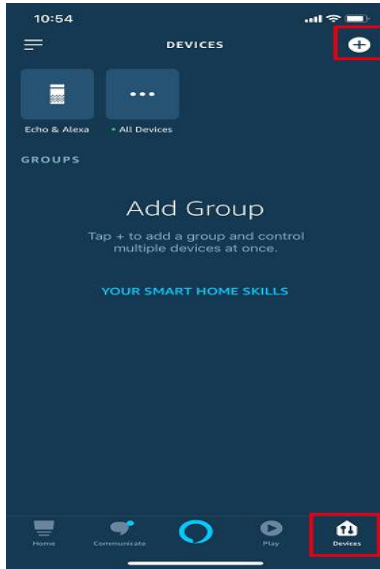 10:54
DEVICES
Echo & Alexa
All Devices
GROUPS
Add Group
Tap + to add a group and control
multiple devices at once.
YOUR SMART HOME SKILLS
Home
Communicate
Play
Devices